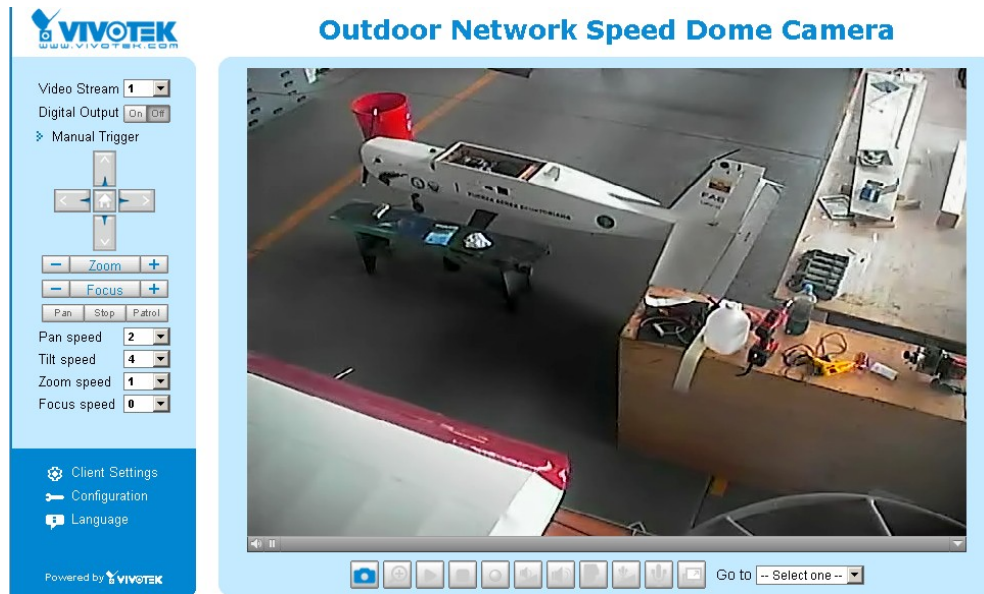 VIVOTEK
www.vivotek.com
Outdoor Network Speed Dome Camera
Video Stream 1
Digital Output On Off
Manual Trigger
− Zoom +
− Focus +
Pan Stop Patrol
Pan speed 2
Tilt speed 4
Zoom speed 1
Focus speed 0
Client Settings
Configuration
Language
Powered by VIVOTEK
FUERZA AEREA ECUATORIANA
FAE
Go to -- Select one --